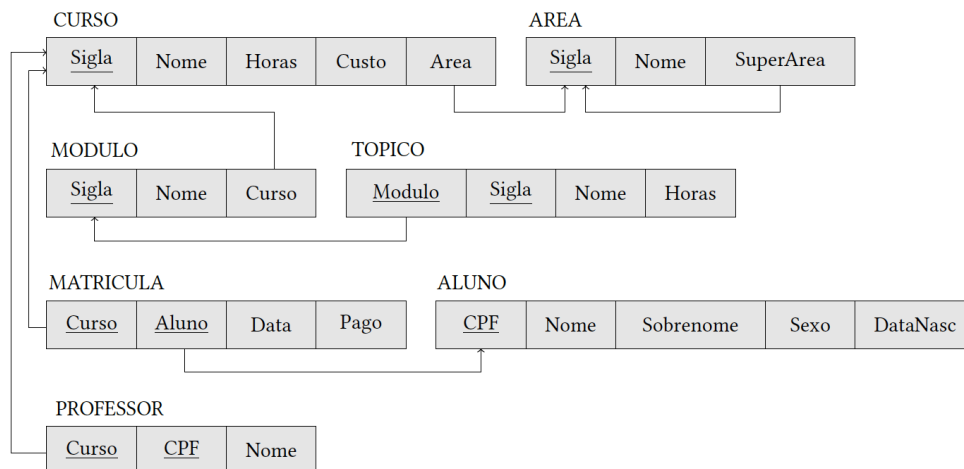 CURSO
Sigla Nome Horas Custo Area
AREA
Sigla Nome SuperArea
MODULO
Sigla Nome Curso
TOPICO
Modulo Sigla Nome Horas
MATRICULA
Curso Aluno Data Pago
ALUNO
CPF Nome Sobrenome Sexo DataNasc
PROFESSOR
Curso CPF Nome